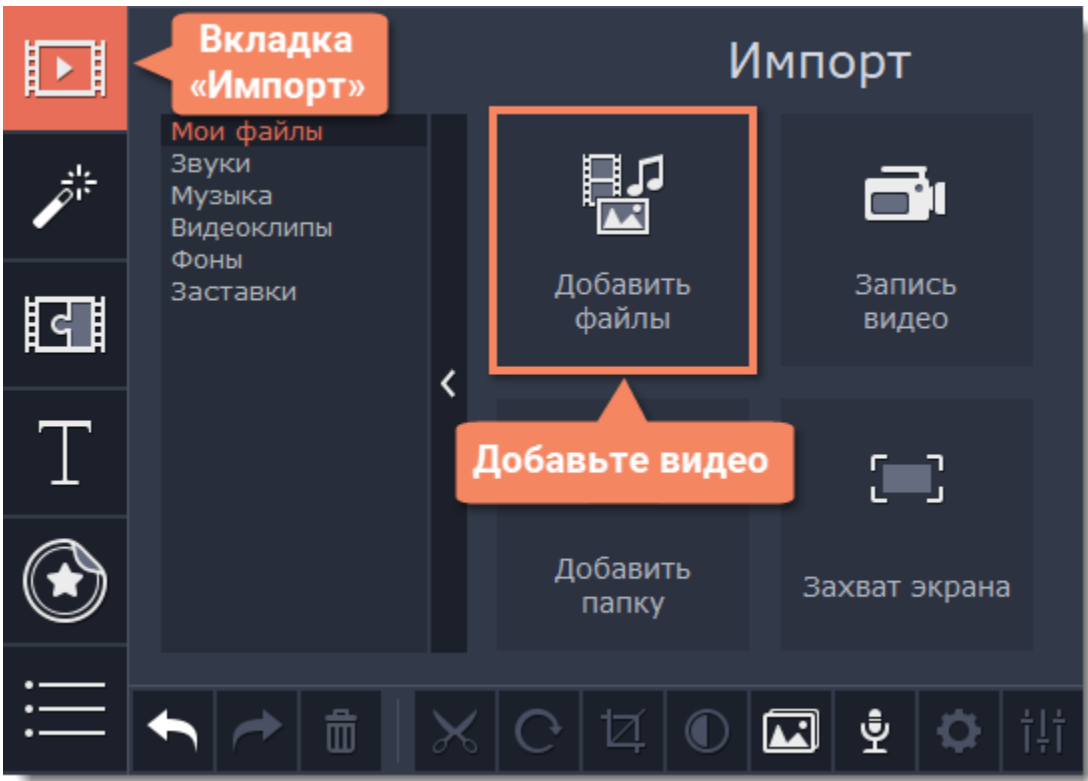 Вкладка
«Импорт»
Импорт
Мои файлы
Звуки
Музыка
Видеоклипы
Фоны
Заставки
Добавить
файлы
Запись
видео
Добавьте видео
Добавить
папку
Захват экрана